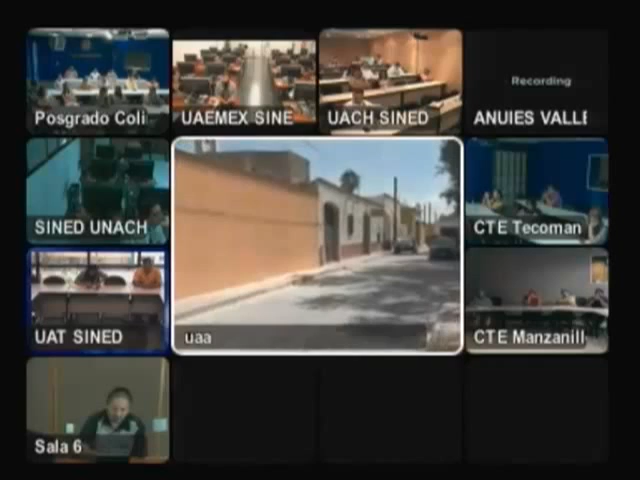 Posgrado Coli
UAEMEX SINE
UACH SINED
Recording
ANUIES VALLE
SINED UNACH
CTE Tecoman
UAT SINED
uaa
CTE Manzanill
Sala 6